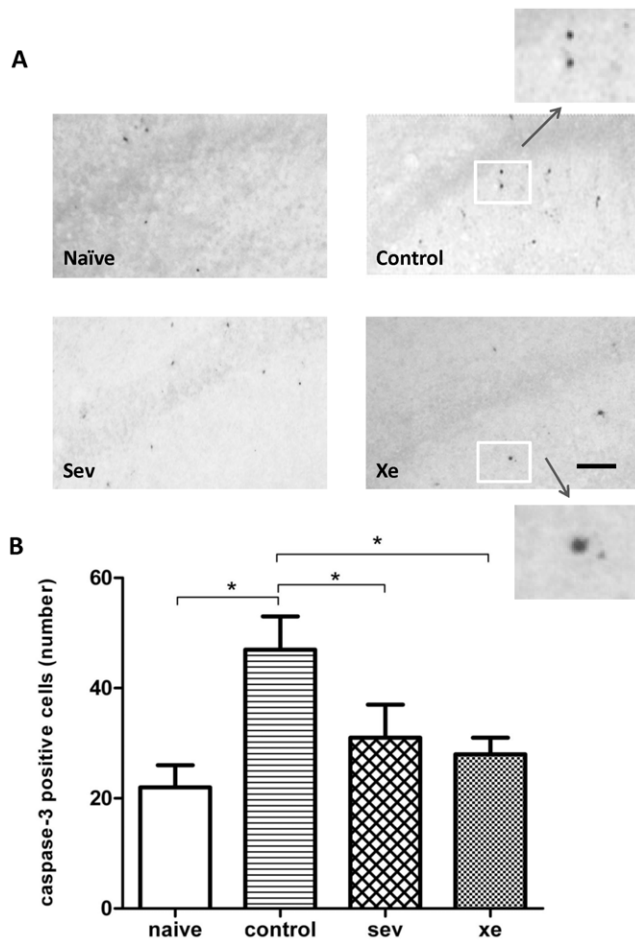 A
Naïve
Control
Sev
Xe
B
*
*
*
60
40
20
0
caspase-3 positive cells (number)
naive control sev xe